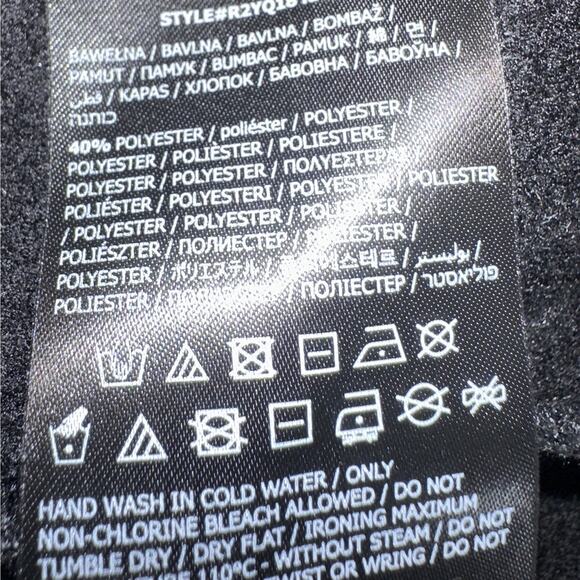 STYLE#R2YQ18
BAWEŁNA / BAVLNA / BAVLNA / BOMBAŽ /
PAMUT / ПАМУК / BUMBAC / PAMUK / 綿 / 면 /
قطن / KAPAS / ХЛОПОК / БАВОВНА / БАВОЎНА /
כותנה
40% POLYESTER / poliéster / POLYESTER /
POLYESTER / POLIÈSTER / POLIESTERE /
POLYESTER / POLYESTER / ΠΟΛΥΕΣΤΕΡΑΣ /
POLIÉSTER / POLYESTERI / POLYESTER / POLIESTER
/ POLYESTER / POLYESTER / POLIESTER /
POLIÉSZTER / ПОЛИЕСТЕР / POLIESTER /
POLYESTER / ポリエステル / 폴리에스테르 / بوليستر /
POLIESTER / / ПОЛІЕСТЕР / פוליאסטר
HAND WASH IN COLD WATER / ONLY
NON-CHLORINE BLEACH ALLOWED / DO NOT
TUMBLE DRY / DRY FLAT / IRONING MAXIMUM
110°C - WITHOUT STEAM / DO NOT
TWIST OR WRING / DO NOT